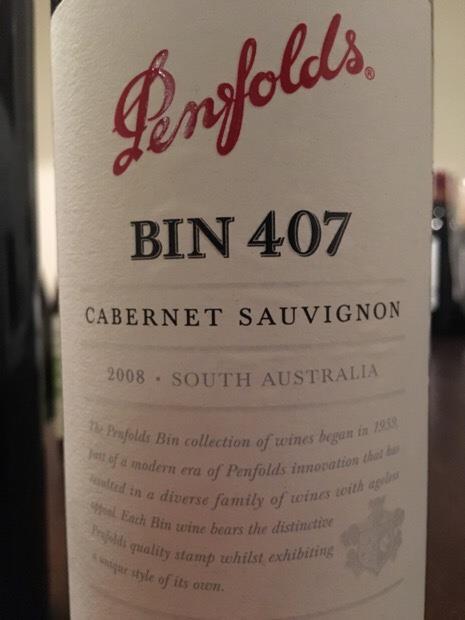 Penfolds®
BIN 407
CABERNET SAUVIGNON
2008 • SOUTH AUSTRALIA
The Penfolds Bin collection of wines began in 1959,
part of a modern era of Penfolds innovation that has
resulted in a diverse family of wines with ageless
appeal. Each Bin wine bears the distinctive
Penfolds quality stamp whilst exhibiting
a unique style of its own.